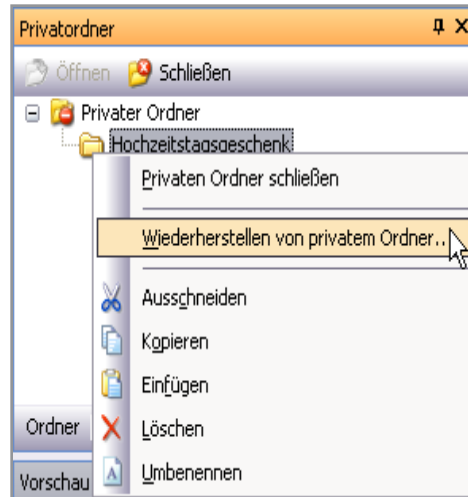 Privatordner
Öffnen Schließen
Privater Ordner
Hochzeitstagsgeschenk
Privaten Ordner schließen
Wiederherstellen von privatem Ordner...
Ausschneiden
Kopieren
Einfügen
Ordner
Löschen
Vorschau
Umbenennen